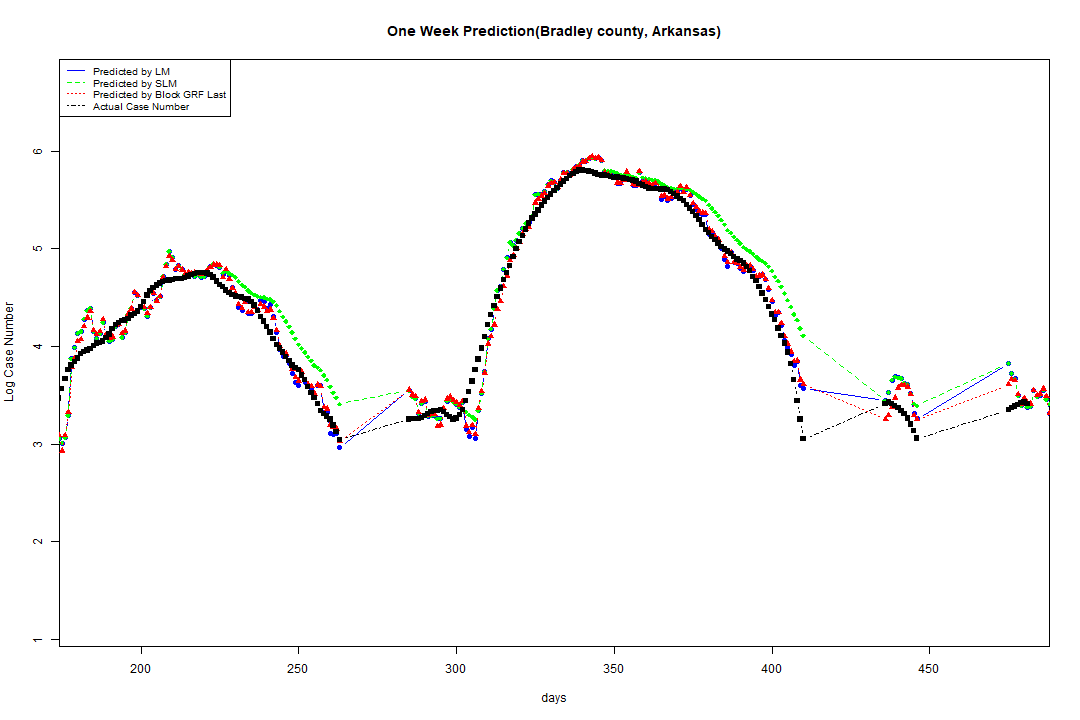 One Week Prediction(Bradley county, Arkansas)
Predicted by LM
Predicted by SLM
Predicted by Block GRF Last
Actual Case Number
Log Case Number
6
5
4
3
2
1
200 250 300 350 400 450
days